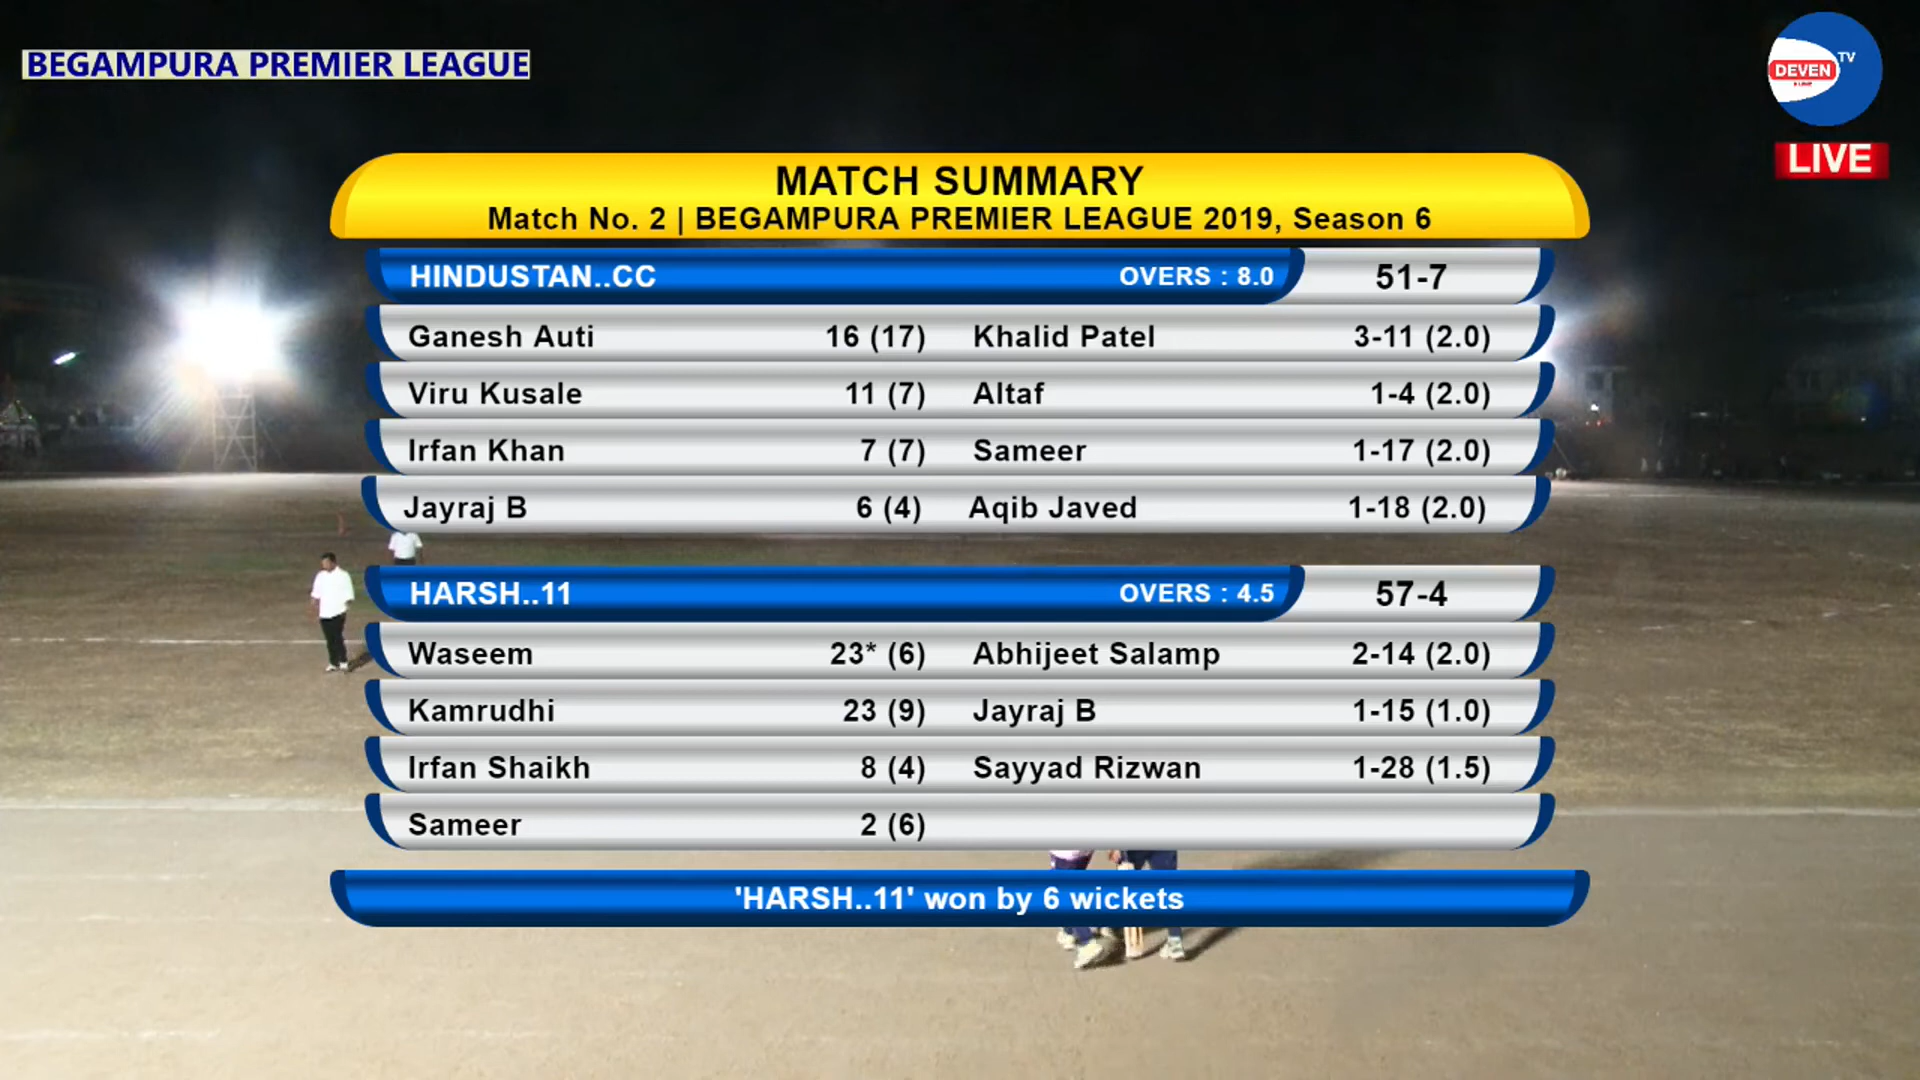 BEGAMPURA PREMIER LEAGUE
DEVEN
TV
LIVE
MATCH SUMMARY
Match No. 2 | BEGAMPURA PREMIER LEAGUE 2019, Season 6
HINDUSTAN..CC OVERS : 8.0 51-7
Ganesh Auti 16 (17) Khalid Patel 3-11 (2.0)
Viru Kusale 11 (7) Altaf 1-4 (2.0)
Irfan Khan 7 (7) Sameer 1-17 (2.0)
Jayraj B 6 (4) Aqib Javed 1-18 (2.0)
HARSH..11 OVERS : 4.5 57-4
Waseem 23* (6) Abhijeet Salamp 2-14 (2.0)
Kamrudhi 23 (9) Jayraj B 1-15 (1.0)
Irfan Shaikh 8 (4) Sayyad Rizwan 1-28 (1.5)
Sameer 2 (6)
'HARSH..11' won by 6 wickets